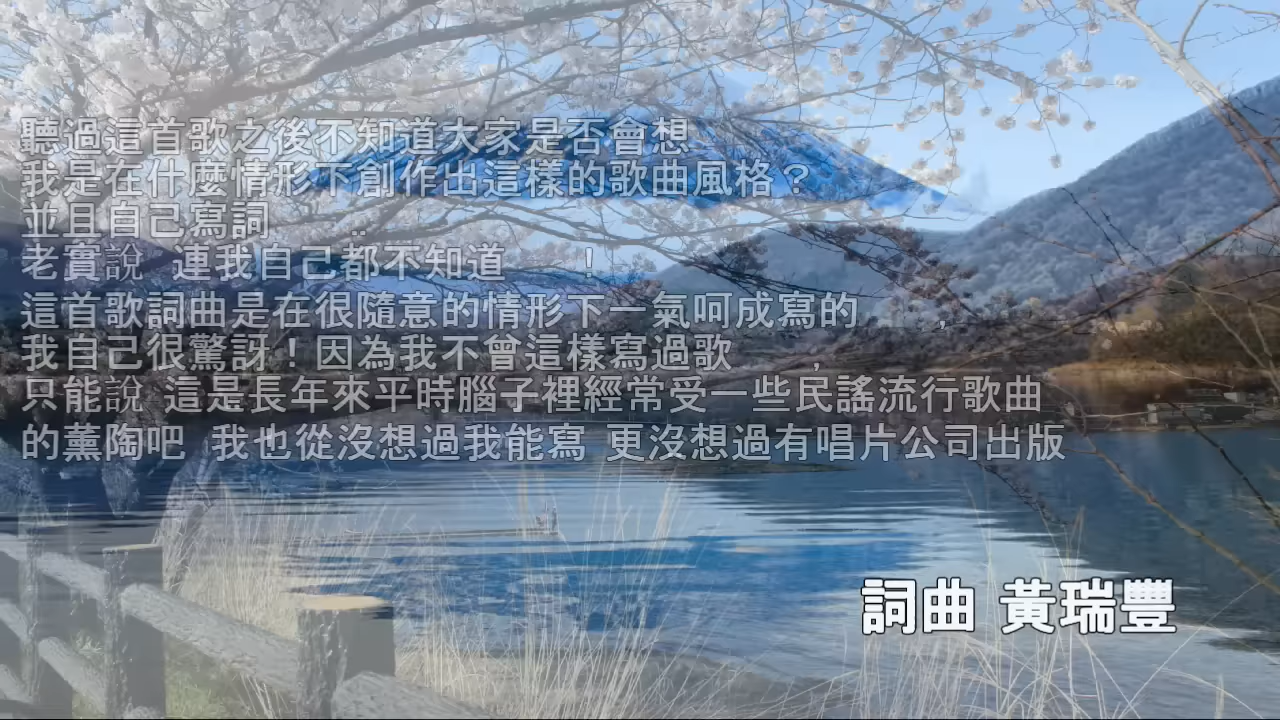 聽過這首歌之後不知道大家是否會想
我是在什麼情形下創作出這樣的歌曲風格？
並且自己寫詞　　..
老實說 連我自己都不知道　　！
這首歌詞曲是在很隨意的情形下一氣呵成寫的　　，
我自己很驚訝！因為我不曾這樣寫過歌　　，
只能說 這是長年來平時腦子裡經常受一些民謠流行歌曲
的薰陶吧 我也從沒想過我能寫 更沒想過有唱片公司出版
詞曲 黃瑞豐